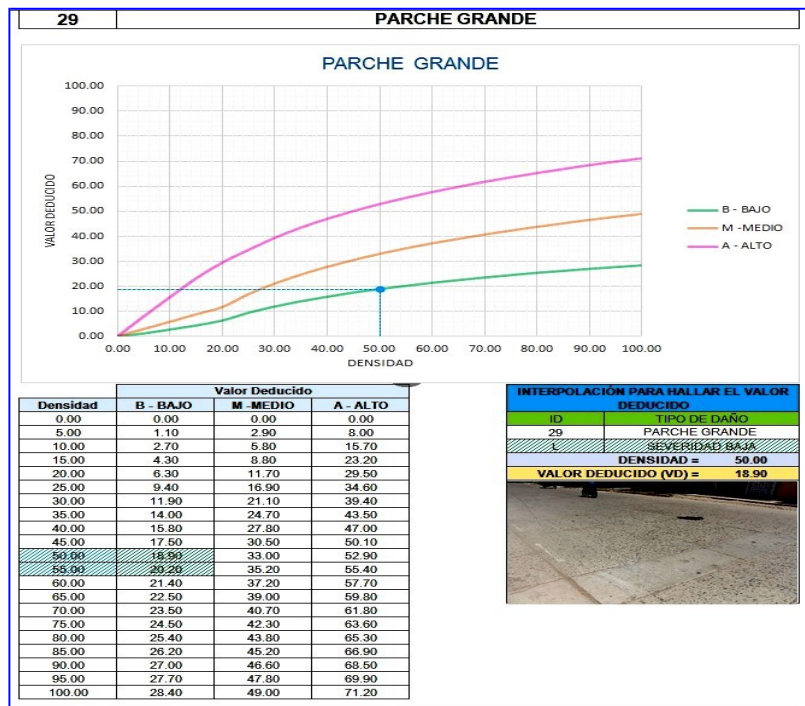 29 PARCHE GRANDE
PARCHE GRANDE
100.00
90.00
80.00
70.00
60.00
50.00
40.00
30.00
20.00
10.00
0.00
VALOR DEDUCIDO
0.00 10.00 20.00 30.00 40.00 50.00 60.00 70.00 80.00 90.00 100.00
DENSIDAD
B - BAJO
M -MEDIO
A - ALTO
Valor Deducido
Densidad B - BAJO M -MEDIO A - ALTO
0.00 0.00 0.00 0.00
5.00 1.10 2.90 8.00
10.00 2.70 5.80 15.70
15.00 4.30 8.80 23.20
20.00 6.30 11.70 29.50
25.00 9.40 16.90 34.60
30.00 11.90 21.10 39.40
35.00 14.00 24.70 43.50
40.00 15.80 27.80 47.00
45.00 17.50 30.50 50.10
50.00 18.90 33.00 52.90
55.00 20.20 35.20 55.40
60.00 21.40 37.20 57.70
65.00 22.50 39.00 59.80
70.00 23.50 40.70 61.80
75.00 24.50 42.30 63.60
80.00 25.40 43.80 65.30
85.00 26.20 45.20 66.90
90.00 27.00 46.60 68.50
95.00 27.70 47.80 69.90
100.00 28.40 49.00 71.20
INTERPOLACIÓN PARA HALLAR EL VALOR
DEDUCIDO
ID TIPO DE DAÑO
29 PARCHE GRANDE
L SEVERIDAD BAJA
DENSIDAD = 50.00
VALOR DEDUCIDO (VD) = 18.90